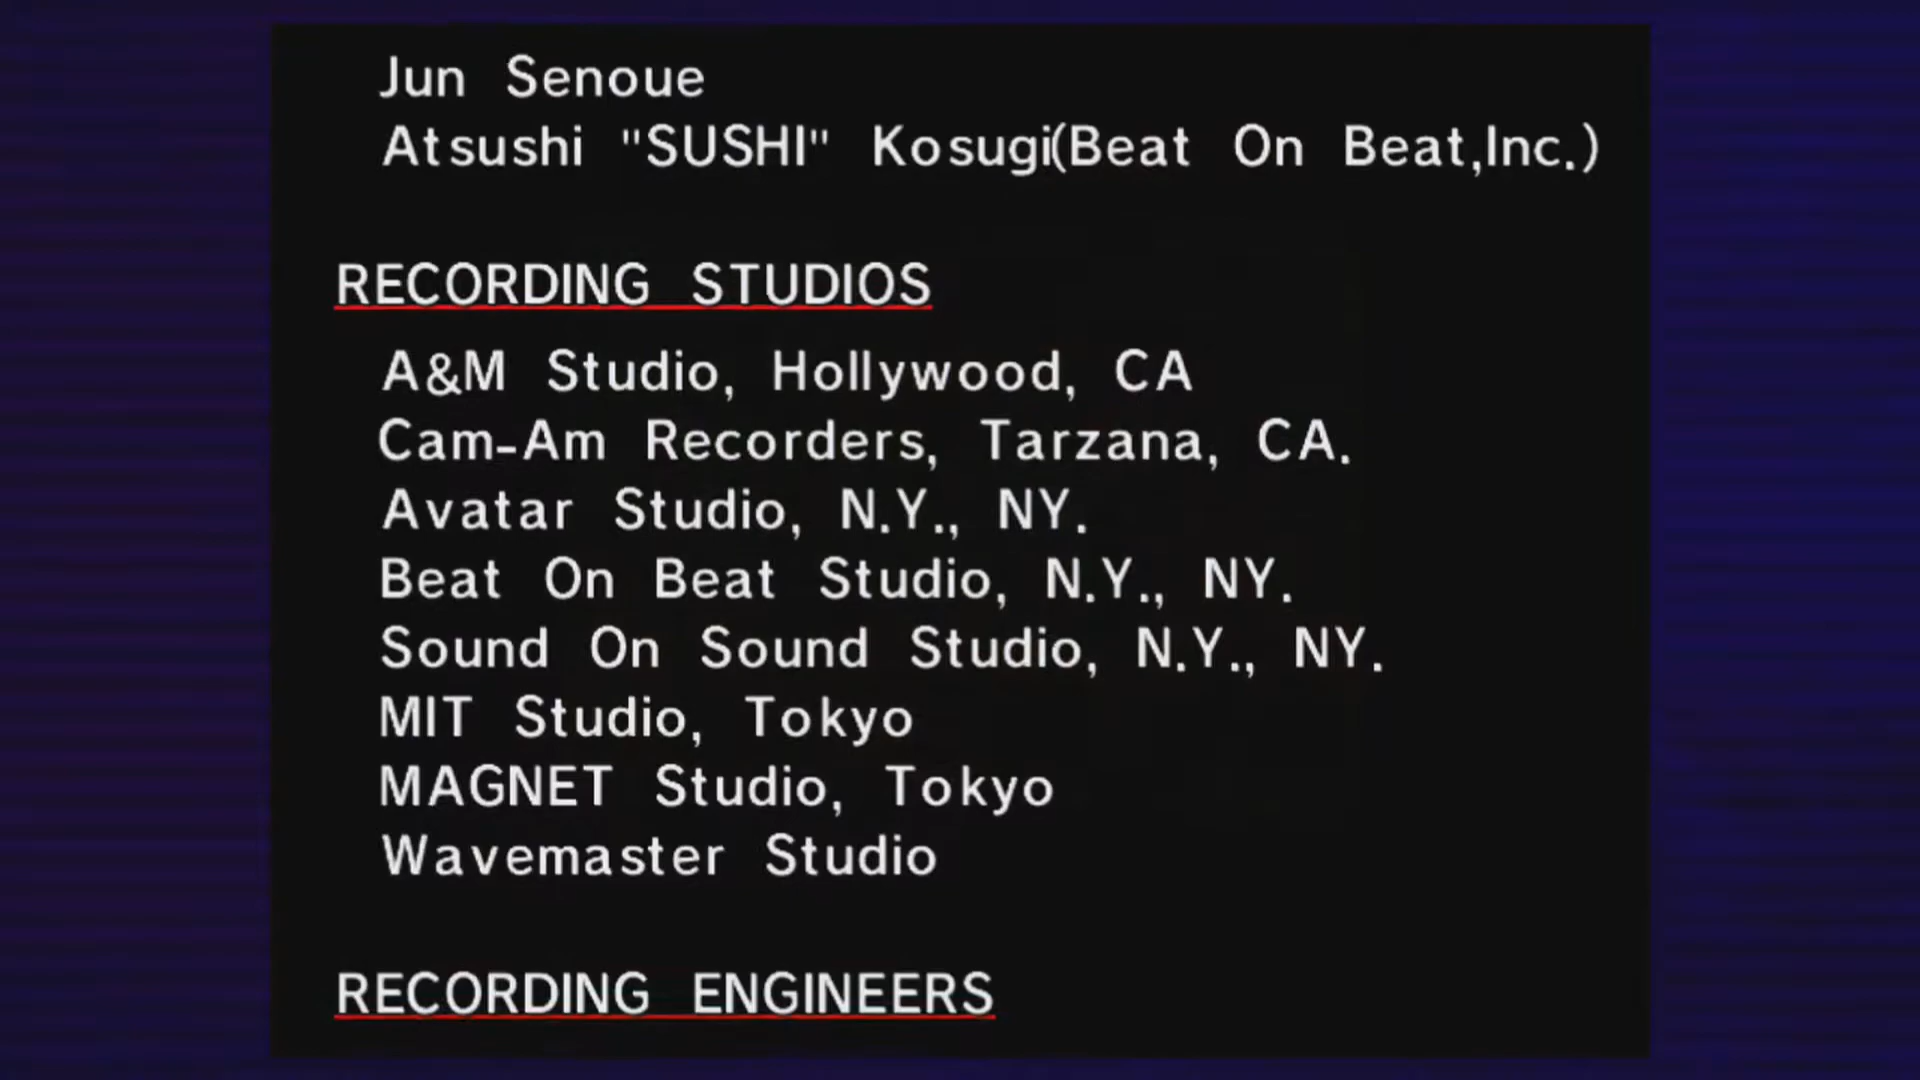 Jun Senoue
Atsushi "SUSHI" Kosugi(Beat On Beat,Inc.)
RECORDING STUDIOS
A&M Studio, Hollywood, CA
Cam-Am Recorders, Tarzana, CA.
Avatar Studio, N.Y., NY.
Beat On Beat Studio, N.Y., NY.
Sound On Sound Studio, N.Y., NY.
MIT Studio, Tokyo
MAGNET Studio, Tokyo
Wavemaster Studio
RECORDING ENGINEERS